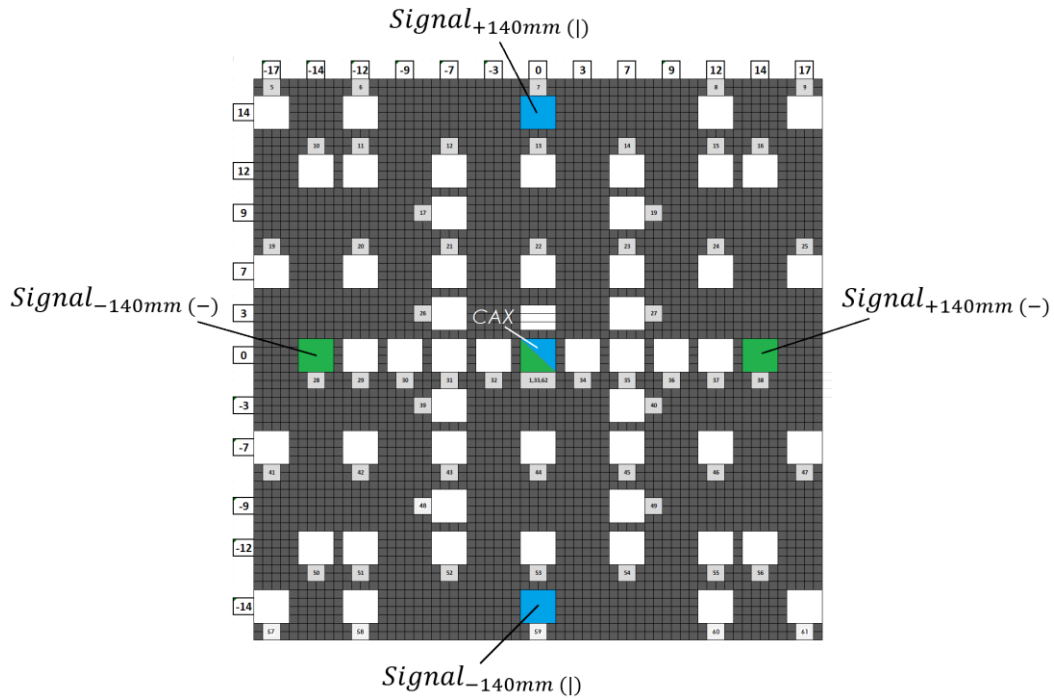 Signal+140mm (|)
-17 -14 -12 -9 -7 -3 0 3 7 9 12 14 17
5 6 7 8 9
14
10 11 12 13 14 15 16
12
9 17 19
19 20 21 22 23 24 25
7
Signal−140mm (−)
Signal+140mm (−)
3 26 CAX 27
0
28 29 30 31 32 1,33,62 34 35 36 37 38
-3 39 40
-7
41 42 43 44 45 46 47
-9 48 49
-12
50 51 52 53 54 55 56
-14
57 58 59 60 61
Signal−140mm (|)